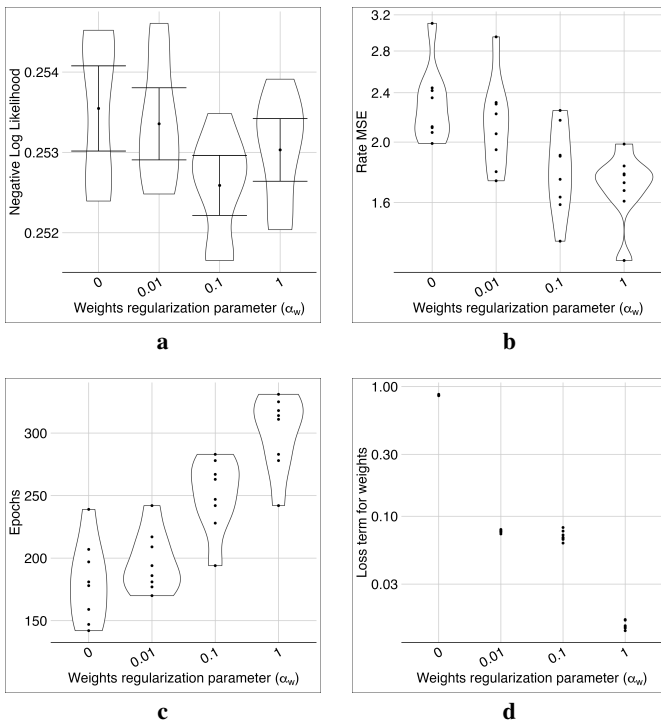 Negative Log Likelihood
0.254
0.253
0.252
0
0.01
0.1
1
Weights regularization parameter (αw)
a
Rate MSE
3.2
2.8
2.4
2.0
1.6
0
0.01
0.1
1
Weights regularization parameter (αw)
b
Epochs
300
250
200
150
0
0.01
0.1
1
Weights regularization parameter (αw)
c
Loss term for weights
1.00
0.30
0.10
0.03
0
0.01
0.1
1
Weights regularization parameter (αw)
d